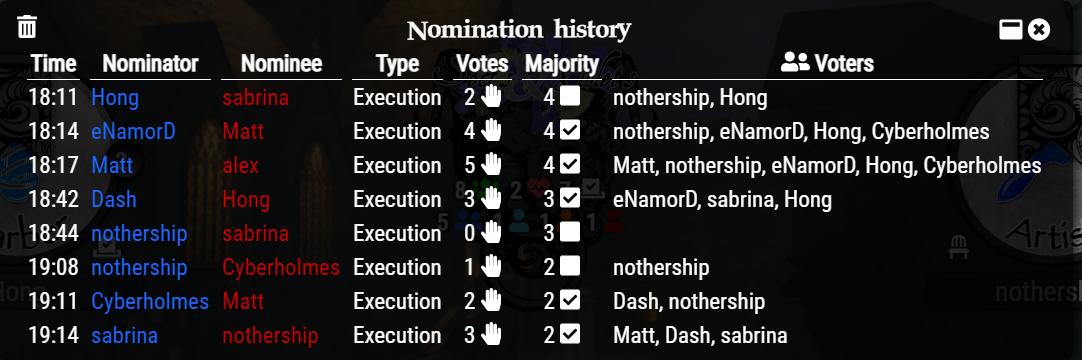 Nomination history
Time Nominator Nominee Type Votes Majority Voters
18:11 Hong sabrina Execution 2 4 nothership, Hong
18:14 eNamorD Matt Execution 4 4 nothership, eNamorD, Hong, Cyberholmes
18:17 Matt alex Execution 5 4 Matt, nothership, eNamorD, Hong, Cyberholmes
18:42 Dash Hong Execution 3 3 eNamorD, sabrina, Hong
18:44 nothership sabrina Execution 0 3
19:08 nothership Cyberholmes Execution 1 2 nothership
19:11 Cyberholmes Matt Execution 2 2 Dash, nothership
19:14 sabrina nothership Execution 3 2 Matt, Dash, sabrina